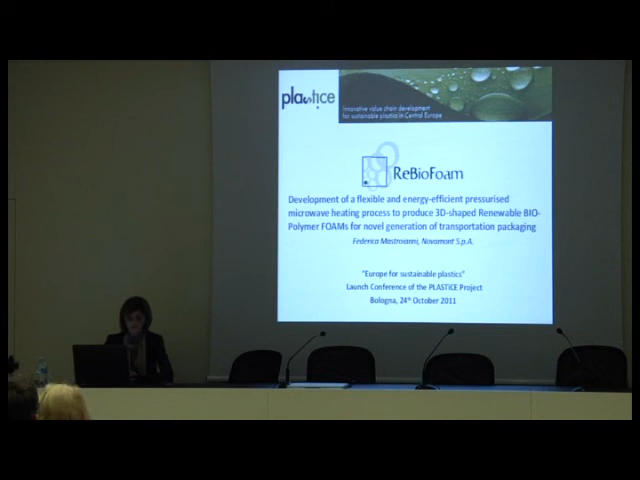 plastice
Innovative value chain development
for sustainable plastics in Central Europe
ReBioFoam
Development of a flexible and energy-efficient pressurised
microwave heating process to produce 3D-shaped Renewable BIO-
Polymer FOAMs for novel generation of transportation packaging
Federica Mastroianni, Novamont S.p.A.
"Europe for sustainable plastics"
Launch Conference of the PLASTiCE Project
Bologna, 24th October 2011